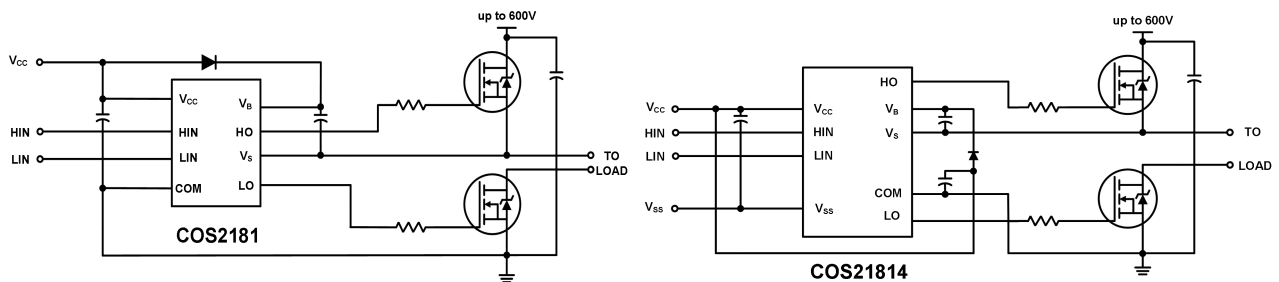 up to 600V
VCC
VCC
VB
HIN
HIN
HO
LIN
LIN
VS
TO
LOAD
COM
LO
COS2181
up to 600V
HO
VCC
VCC
VB
HIN
HIN
VS
TO
LIN
LIN
LOAD
COM
VSS
VSS
LO
COS21814